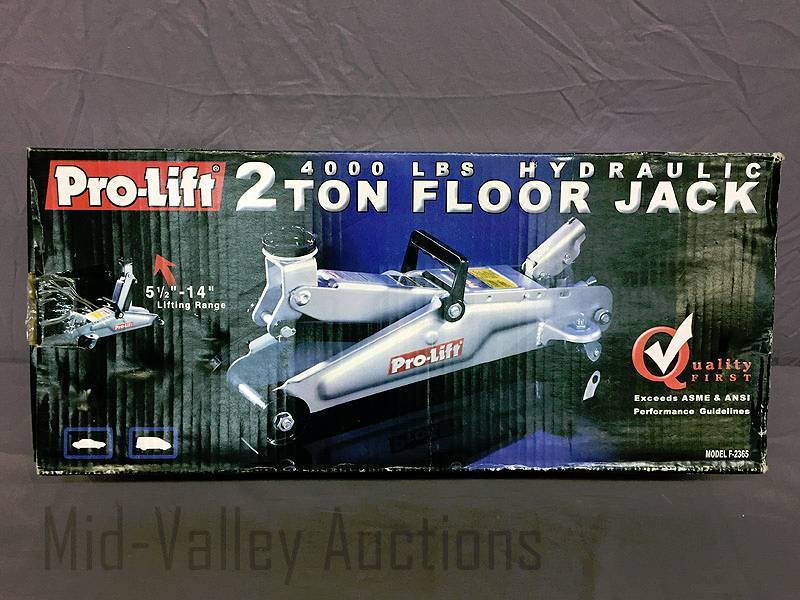 Pro-Lift®
4000 LBS HYDRAULIC
2 TON FLOOR JACK
5½"-14"
Lifting Range
Pro-Lift
Quality
FIRST
Exceeds ASME & ANSI
Performance Guidelines
MODEL F-2365
Mid-Valley Auctions